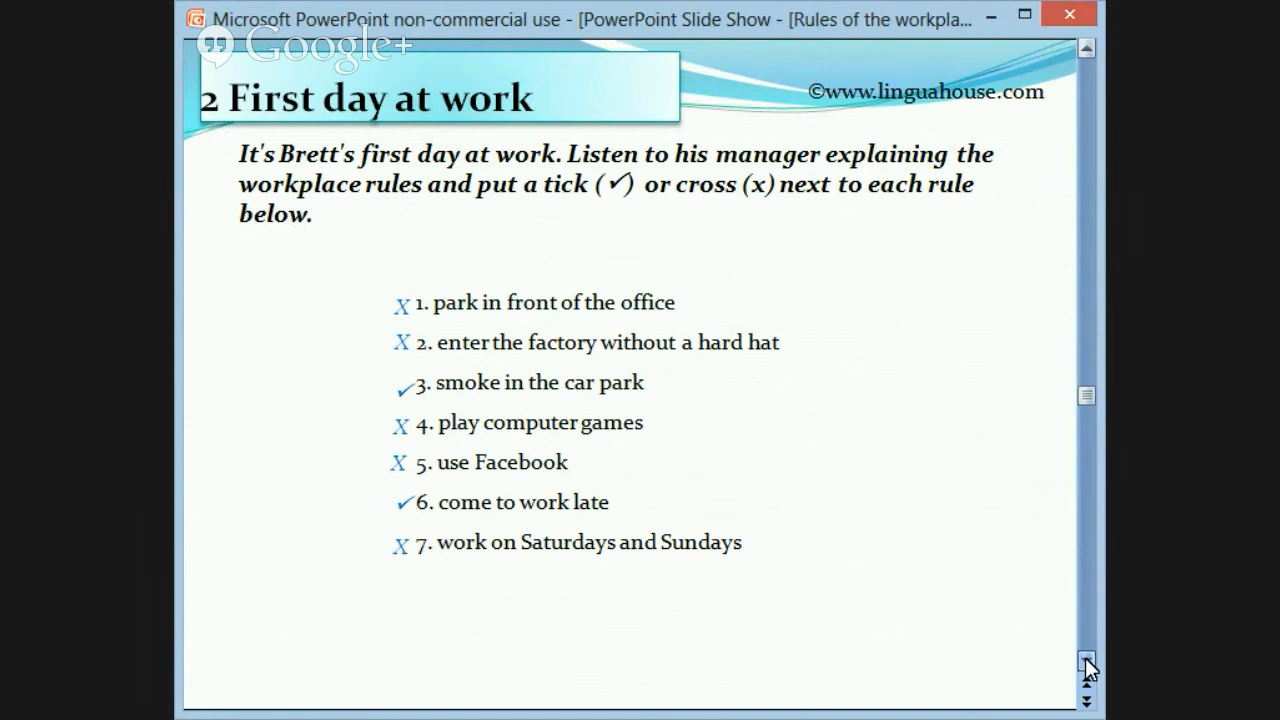 Microsoft PowerPoint non-commercial use - [PowerPoint Slide Show - [Rules of the workpla...
Google+
2 First day at work
©www.linguahouse.com
It's Brett's first day at work. Listen to his manager explaining the
workplace rules and put a tick (✓) or cross (x) next to each rule
below.
X 1. park in front of the office
X 2. enter the factory without a hard hat
✓ 3. smoke in the car park
X 4. play computer games
X 5. use Facebook
✓ 6. come to work late
X 7. work on Saturdays and Sundays